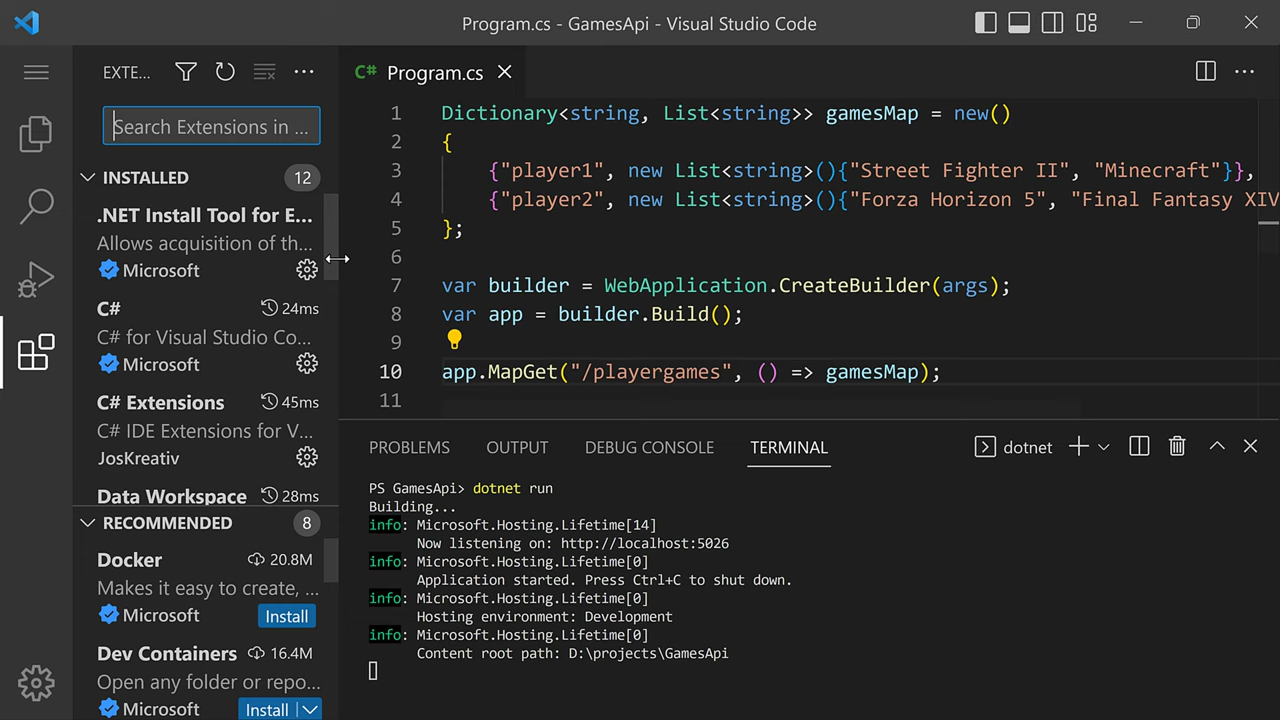 Program.cs - GamesApi - Visual Studio Code
EXTE...
Search Extensions in ...
INSTALLED 12
.NET Install Tool for E...
Allows acquisition of th...
Microsoft
C# 24ms
C# for Visual Studio Co...
Microsoft
C# Extensions 45ms
C# IDE Extensions for V...
JosKreativ
Data Workspace 28ms
RECOMMENDED 8
Docker 20.8M
Makes it easy to create, ...
Microsoft Install
Dev Containers 16.4M
Open any folder or repo...
Microsoft Install
C# Program.cs
1 Dictionary<string, List<string>> gamesMap = new()
2 {
3 {"player1", new List<string>(){"Street Fighter II", "Minecraft"}},
4 {"player2", new List<string>(){"Forza Horizon 5", "Final Fantasy XIV
5 };
6
7 var builder = WebApplication.CreateBuilder(args);
8 var app = builder.Build();
9
10 app.MapGet("/playergames", () => gamesMap);
11
PROBLEMS OUTPUT DEBUG CONSOLE TERMINAL dotnet
PS GamesApi> dotnet run
Building...
info: Microsoft.Hosting.Lifetime[14]
Now listening on: http://localhost:5026
info: Microsoft.Hosting.Lifetime[0]
Application started. Press Ctrl+C to shut down.
info: Microsoft.Hosting.Lifetime[0]
Hosting environment: Development
info: Microsoft.Hosting.Lifetime[0]
Content root path: D:\projects\GamesApi